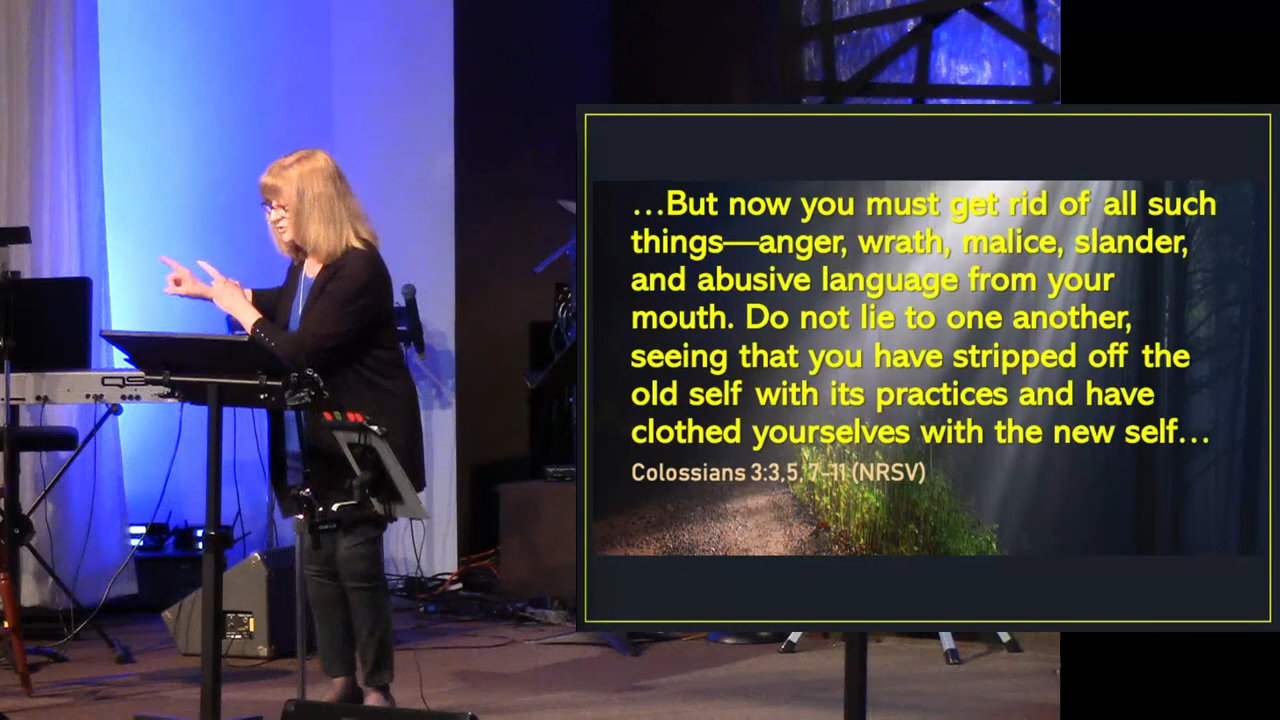 …But now you must get rid of all such
things—anger, wrath, malice, slander,
and abusive language from your
mouth. Do not lie to one another,
seeing that you have stripped off the
old self with its practices and have
clothed yourselves with the new self…
Colossians 3:3,5, 7-11 (NRSV)
QSC